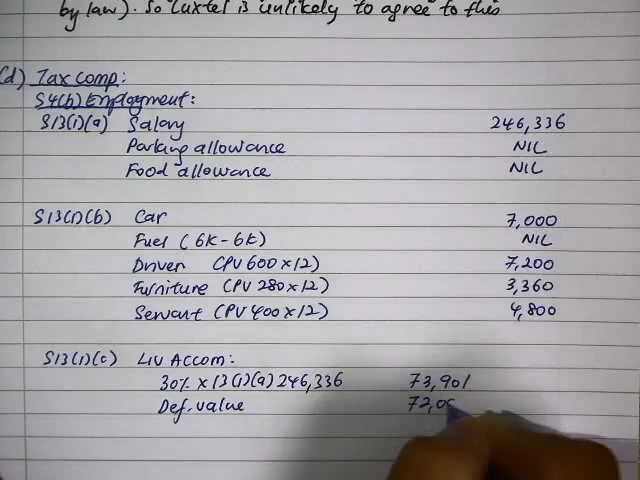 by law). So Luxtel is unlikely to agree to this
(d) Tax comp:
S4(b) Employment:
S13(1)(a) Salary 246,336
Parking allowance NIL
Food allowance NIL
S13(1)(b) Car 7,000
Fuel (6K-6K) NIL
Driver (PV 600 x 12) 7,200
Furniture (PV 280 x 12) 3,360
Servant (PV 400 x 12) 4,800
S13(1)(c) Liv Accom:
30% x 13(1)(a) 246,336 73,901
Def. value 72,0